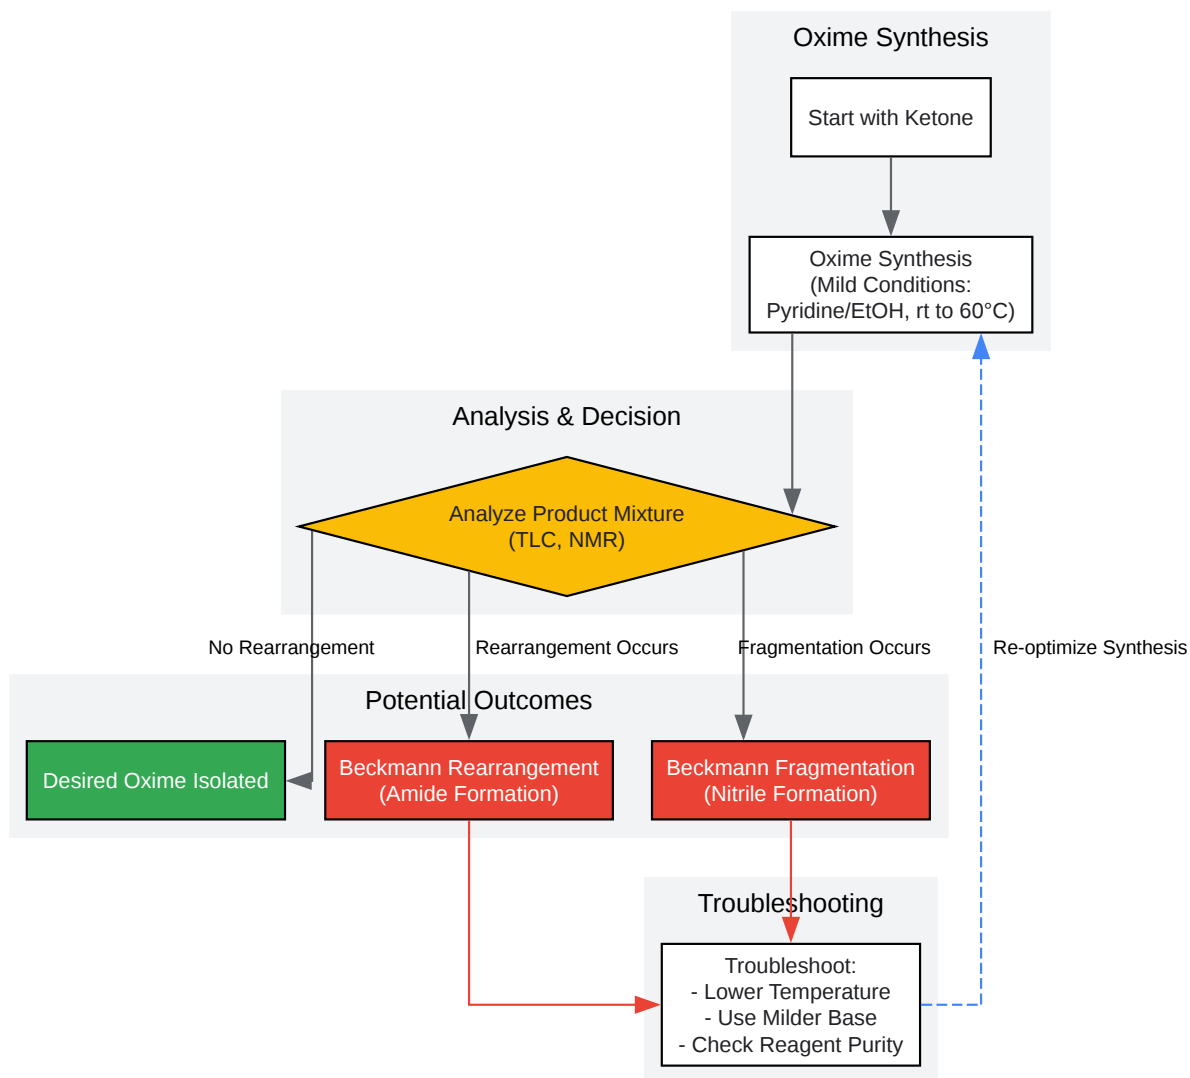 Oxime Synthesis
Start with Ketone
Oxime Synthesis
(Mild Conditions:
Pyridine/EtOH, rt to 60°C)
Analysis & Decision
Analyze Product Mixture
(TLC, NMR)
No Rearrangement
Rearrangement Occurs
Fragmentation Occurs
Re-optimize Synthesis
Potential Outcomes
Desired Oxime Isolated
Beckmann Rearrangement
(Amide Formation)
Beckmann Fragmentation
(Nitrile Formation)
Troubleshooting
Troubleshoot:
- Lower Temperature
- Use Milder Base
- Check Reagent Purity